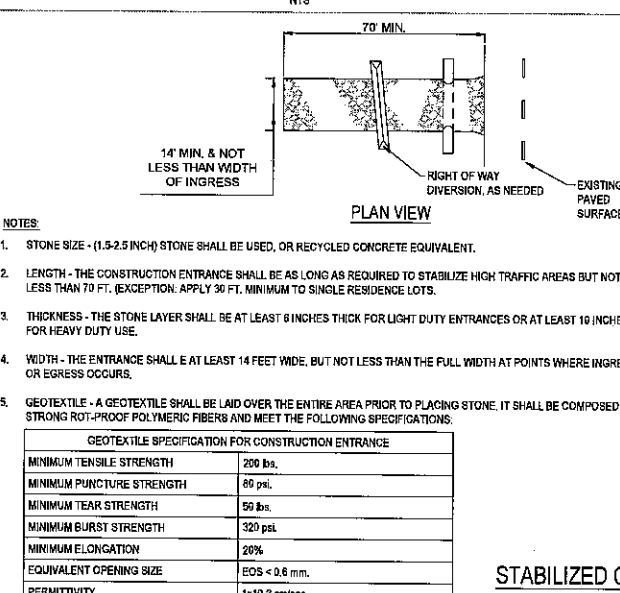 NTS
70' MIN.
14' MIN. & NOT
LESS THAN WIDTH
OF INGRESS
RIGHT OF WAY
DIVERSION, AS NEEDED
EXISTING
PAVED
SURFACE
PLAN VIEW
NOTES:
1. STONE SIZE - (1.5-2.5 INCH) STONE SHALL BE USED, OR RECYCLED CONCRETE EQUIVALENT.
2. LENGTH - THE CONSTRUCTION ENTRANCE SHALL BE AS LONG AS REQUIRED TO STABILIZE HIGH TRAFFIC AREAS BUT NOT
LESS THAN 70 FT. (EXCEPTION: APPLY 30 FT. MINIMUM TO SINGLE RESIDENCE LOTS.
3. THICKNESS - THE STONE LAYER SHALL BE AT LEAST 6 INCHES THICK FOR LIGHT DUTY ENTRANCES OR AT LEAST 10 INCHE
FOR HEAVY DUTY USE.
4. WIDTH - THE ENTRANCE SHALL E AT LEAST 14 FEET WIDE, BUT NOT LESS THAN THE FULL WIDTH AT POINTS WHERE INGRE
OR EGRESS OCCURS.
5. GEOTEXTILE - A GEOTEXTILE SHALL BE LAID OVER THE ENTIRE AREA PRIOR TO PLACING STONE. IT SHALL BE COMPOSED
STRONG ROT-PROOF POLYMERIC FIBERS AND MEET THE FOLLOWING SPECIFICATIONS:
GEOTEXTILE SPECIFICATION FOR CONSTRUCTION ENTRANCE
MINIMUM TENSILE STRENGTH 200 lbs.
MINIMUM PUNCTURE STRENGTH 80 psi.
MINIMUM TEAR STRENGTH 50 lbs.
MINIMUM BURST STRENGTH 320 psi.
MINIMUM ELONGATION 20%
EQUIVALENT OPENING SIZE EOS < 0.6 mm.
STABILIZED
PERMITTIVITY